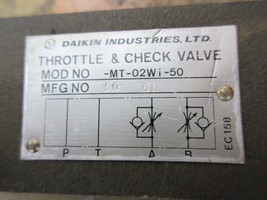 DAIKIN INDUSTRIES, LTD.
THROTTLE & CHECK VALVE
MOD NO -MT-02Wi-50
MFG NO
P T A B
EC158